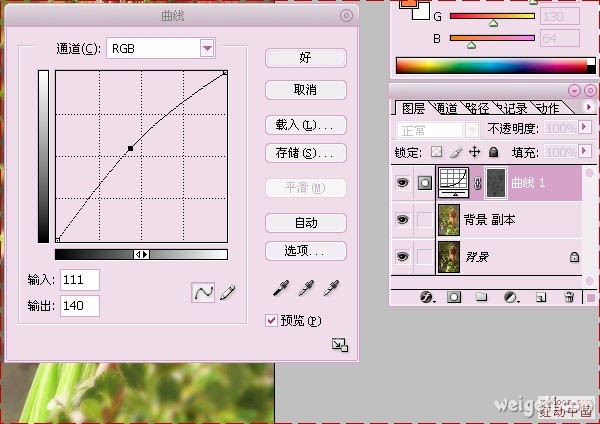 曲线
通道(C): RGB
好
取消
载入(L)...
存储(S)...
平滑(M)
自动
选项...
输入: 111
输出: 140
预览(P)
G 130
B 64
图层 通道 路径 史记录 动作
正常 不透明度: 100%
锁定: 填充: 100%
曲线 1
背景 副本
背景
红动中国